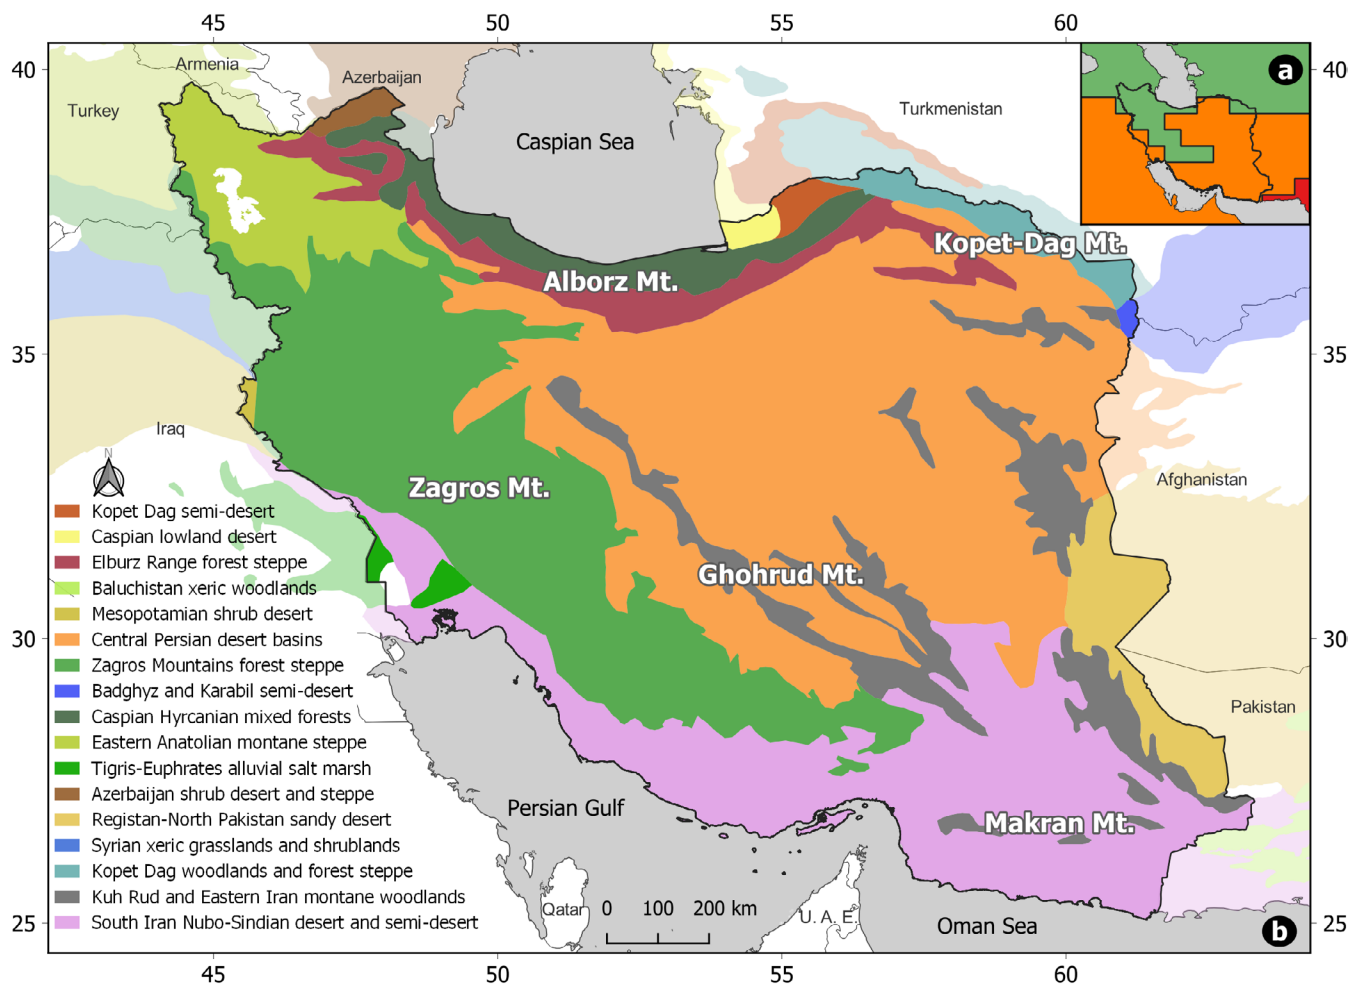 45 50 55 60
40 40
35 35
30 30
25 25
45 50 55 60
a
Armenia
Azerbaijan
Turkey
Turkmenistan
Caspian Sea
Kopet-Dag Mt.
Alborz Mt.
Iraq
Zagros Mt.
Afghanistan
Ghohrud Mt.
Pakistan
Persian Gulf
Makran Mt.
Qatar
U. A. E.
Oman Sea
N
Kopet Dag semi-desert
Caspian lowland desert
Elburz Range forest steppe
Baluchistan xeric woodlands
Mesopotamian shrub desert
Central Persian desert basins
Zagros Mountains forest steppe
Badghyz and Karabil semi-desert
Caspian Hyrcanian mixed forests
Eastern Anatolian montane steppe
Tigris-Euphrates alluvial salt marsh
Azerbaijan shrub desert and steppe
Registan-North Pakistan sandy desert
Syrian xeric grasslands and shrublands
Kopet Dag woodlands and forest steppe
Kuh Rud and Eastern Iran montane woodlands
South Iran Nubo-Sindian desert and semi-desert
0 100 200 km
b